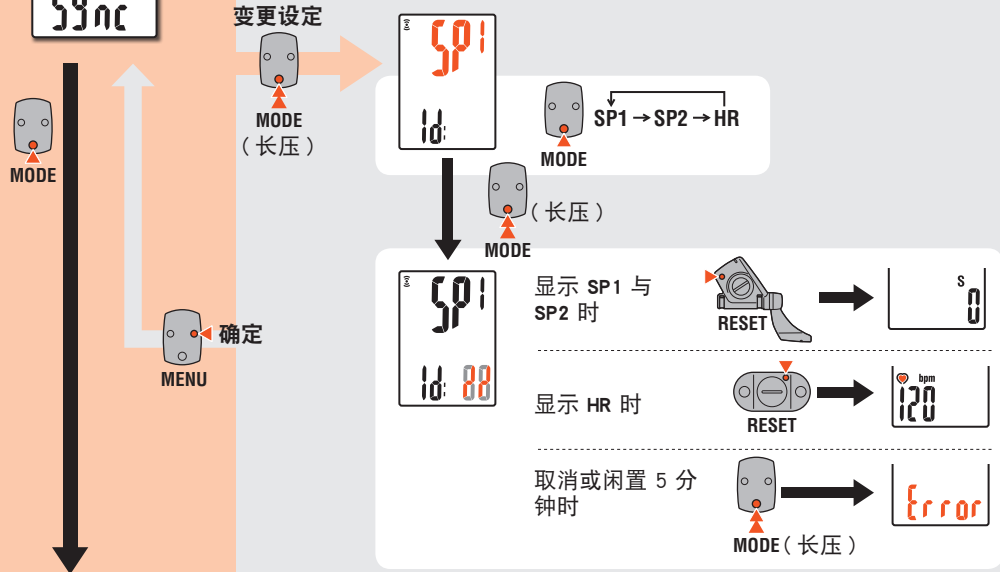 Sync
变更设定
MODE
MODE
（长压）
SP1
Id:
MODE
SP1→SP2→HR
（长压）
MODE
确定
MENU
SP1
Id:
显示 SP1 与
SP2 时
RESET
S
0
显示 HR 时
RESET
bpm
120
取消或闲置 5 分
钟时
MODE（长压）
Error